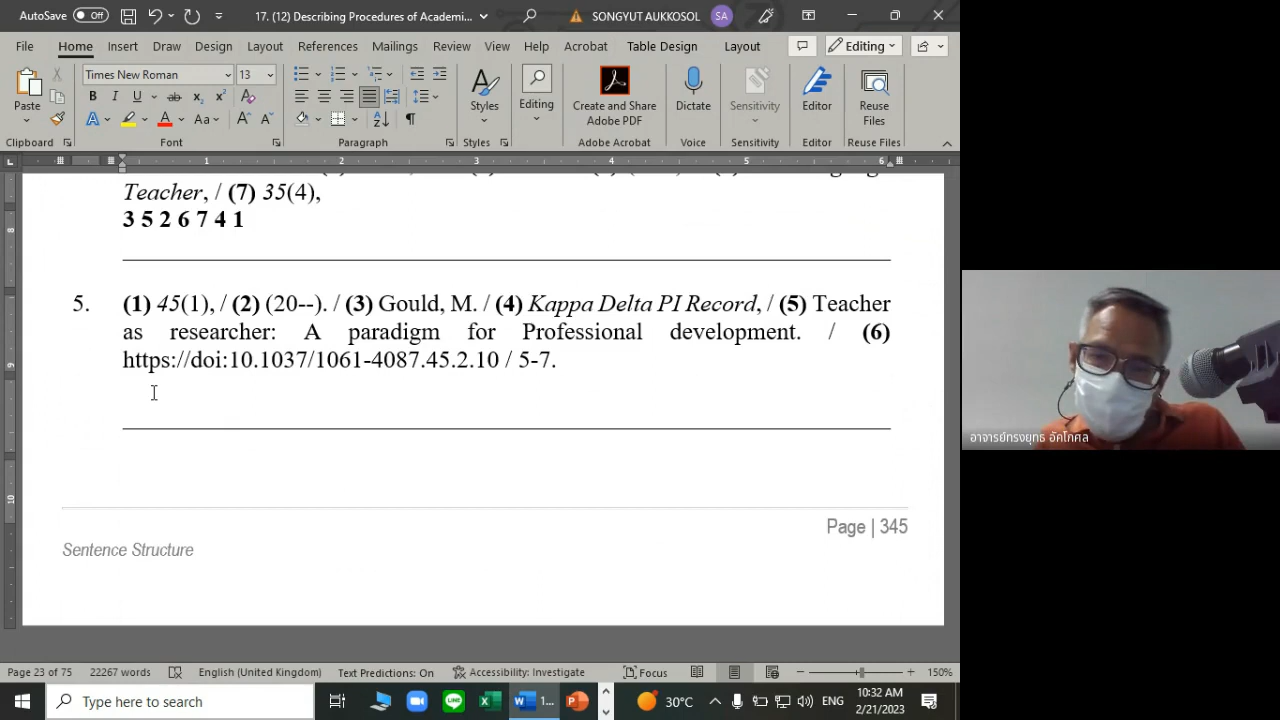 AutoSave Off 17. (12) Describing Procedures of Academi... SONGYUT AUKKOSOL SA
File Home Insert Draw Design Layout References Mailings Review View Help Acrobat Table Design Layout Editing
Times New Roman 13
Paste Styles Editing Create and Share Adobe PDF Dictate Sensitivity Editor Reuse Files
Clipboard Font Paragraph Styles Adobe Acrobat Voice Sensitivity Editor Reuse Files
Teacher, / (7) 35(4),
3 5 2 6 7 4 1
5. (1) 45(1), / (2) (20--). / (3) Gould, M. / (4) Kappa Delta PI Record, / (5) Teacher
as researcher: A paradigm for Professional development. / (6)
https://doi:10.1037/1061-4087.45.2.10 / 5-7.
อาจารย์ทรงยุทธ อัคโกศล
Page | 345
Sentence Structure
Page 23 of 75 22267 words English (United Kingdom) Text Predictions: On Accessibility: Investigate Focus 150%
Type here to search 1... 30°C ENG 10:32 AM
2/21/2023